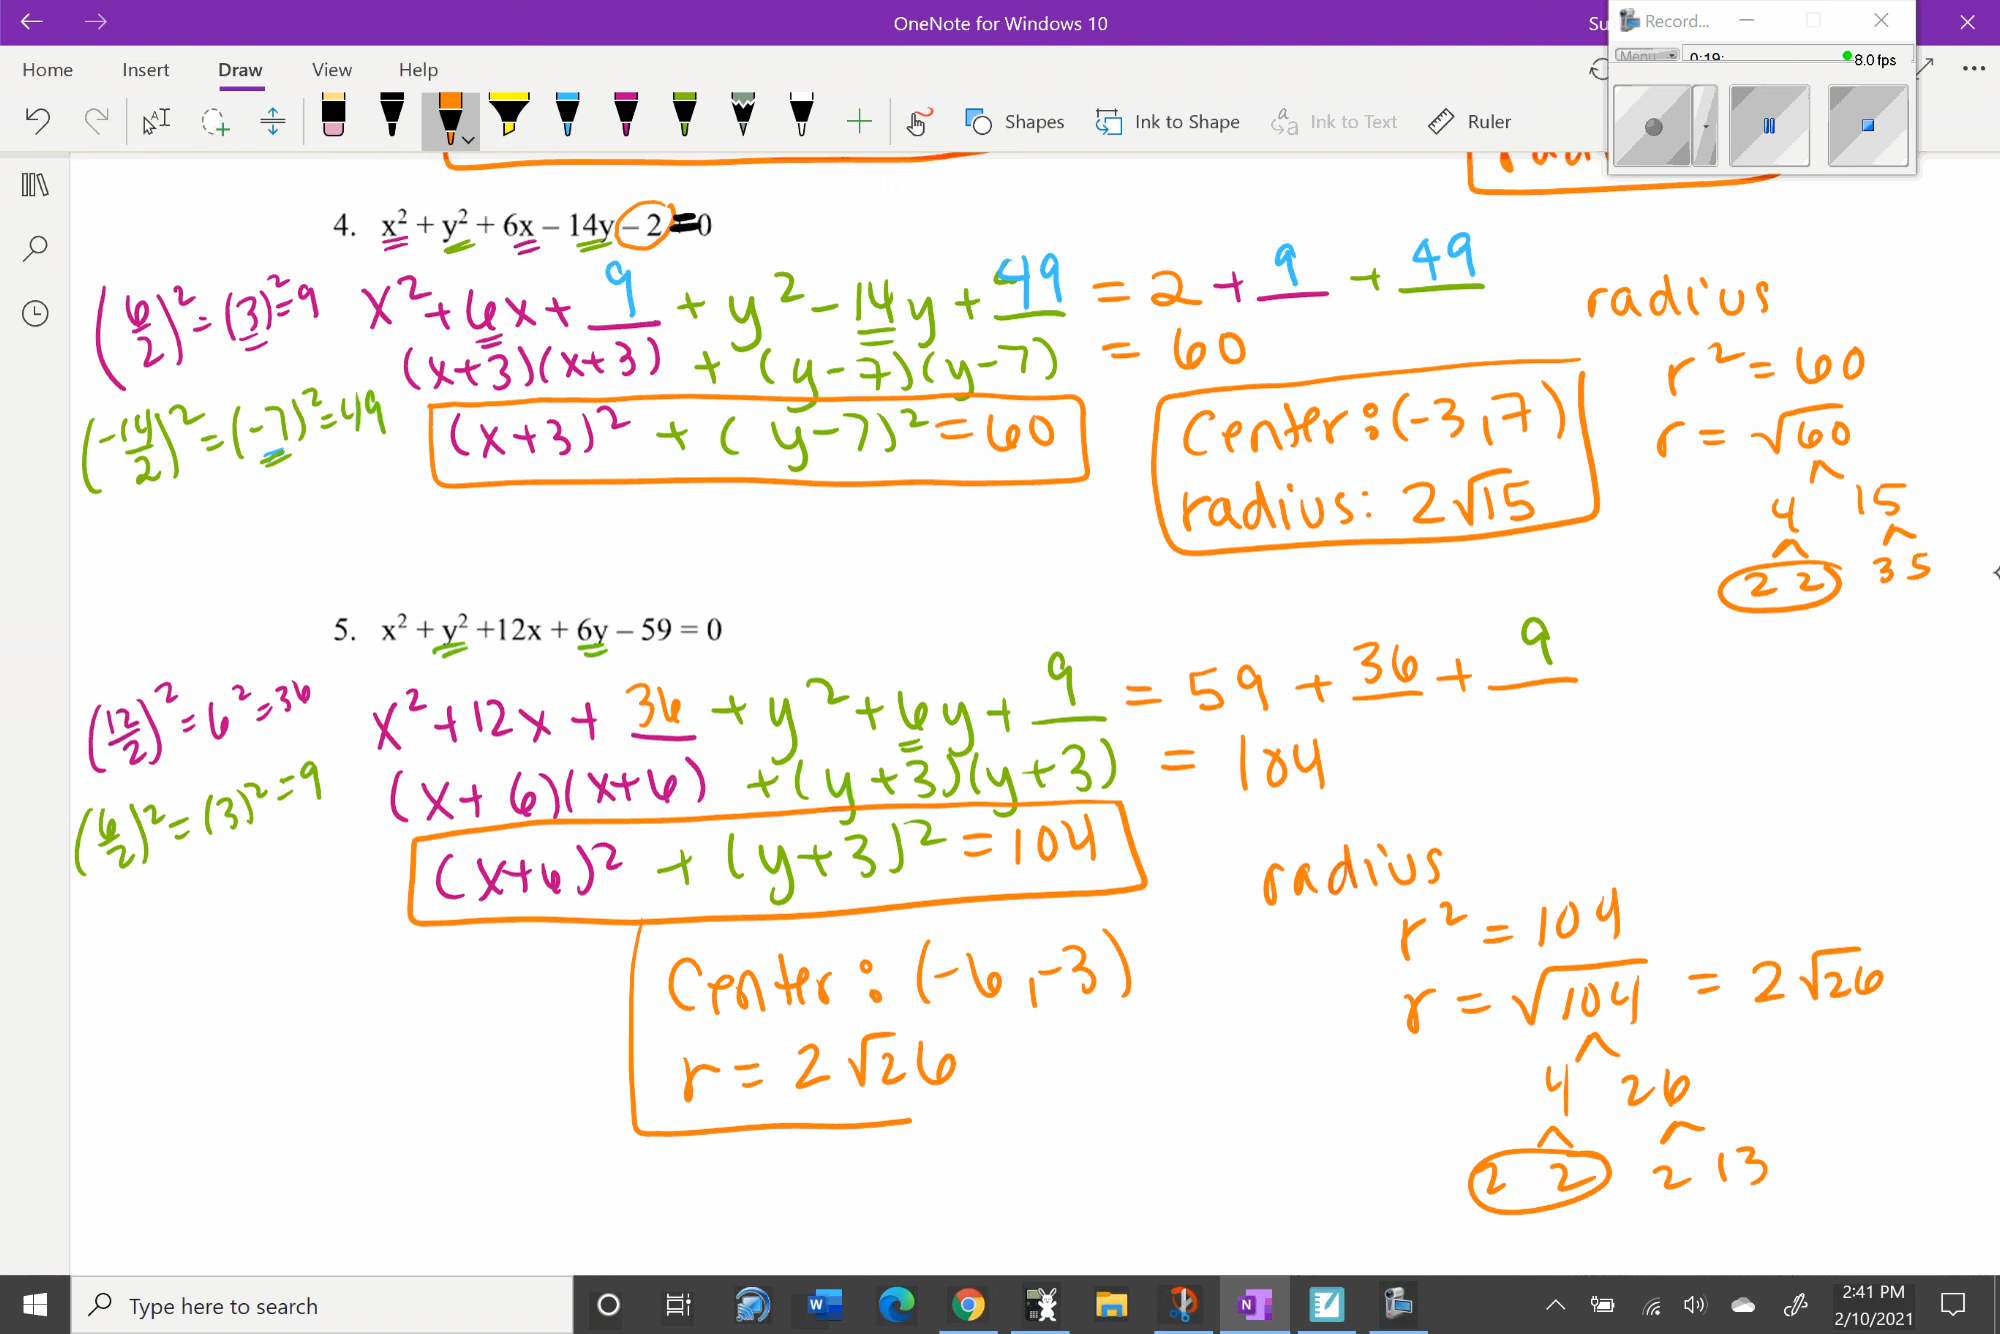 OneNote for Windows 10
Su
Record...
Menu
0:19:
8.0 fps
Home Insert Draw View Help
Shapes Ink to Shape Ink to Text Ruler
4. x² + y² + 6x – 14y – 2 = 0
(6/2)² = (3)² = 9
x² + 6x + 9 + y² - 14y + 49 = 2 + 9 + 49
(x+3)(x+3) + (y-7)(y-7) = 60
(-14/2)² = (-7)² = 49
(x+3)² + (y-7)² = 60
Center: (-3,7)
radius: 2√15
radius
r² = 60
r = √60
4 15
2 2 3 5
5. x² + y² +12x + 6y – 59 = 0
(12/2)² = 6² = 36
x² + 12x + 36 + y² + 6y + 9 = 59 + 36 + 9
(x+6)(x+6) + (y+3)(y+3) = 104
(6/2)² = (3)² = 9
(x+6)² + (y+3)² = 104
Center: (-6,-3)
r = 2√26
radius
r² = 104
r = √104 = 2√26
4 26
2 2 2 13
Type here to search
2:41 PM
2/10/2021